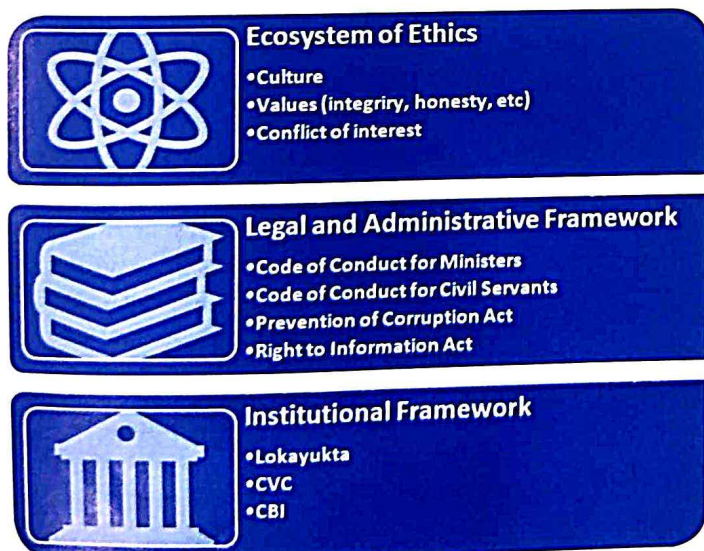 Ecosystem of Ethics
•Culture
•Values (integriry, honesty, etc)
•Conflict of interest
Legal and Administrative Framework
•Code of Conduct for Ministers
•Code of Conduct for Civil Servants
•Prevention of Corruption Act
•Right to Information Act
Institutional Framework
•Lokayukta
•CVC
•CBI